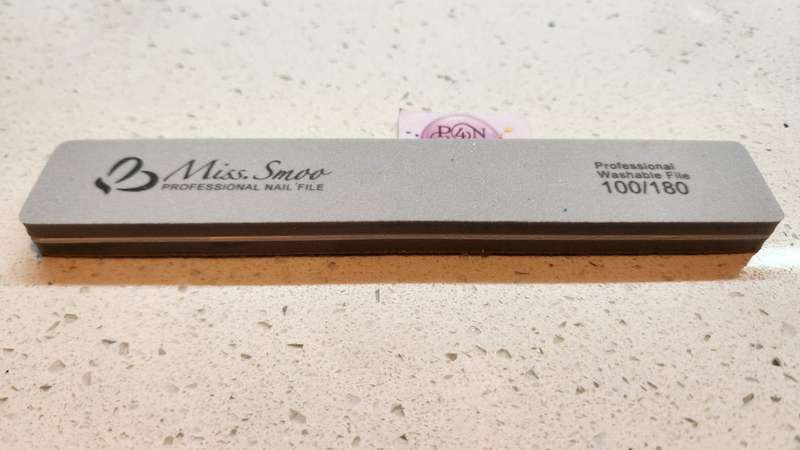 Miss. Smoo
PROFESSIONAL NAIL FILE
Professional
Washable File
100/180